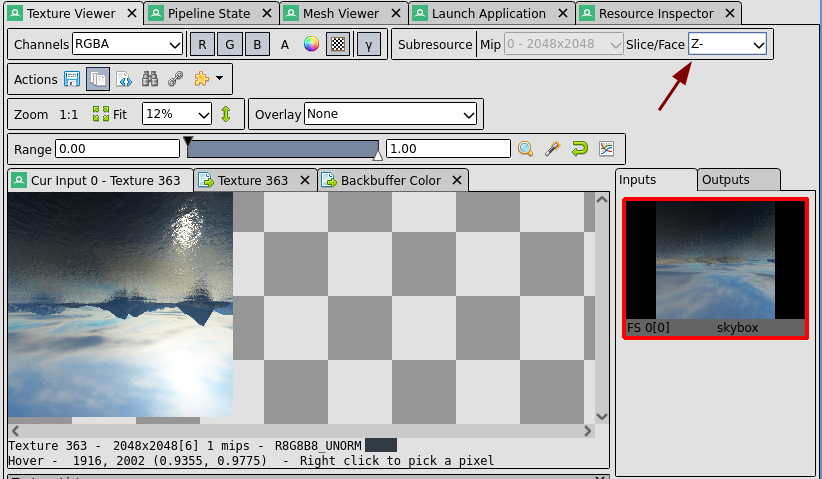 Texture Viewer Pipeline State Mesh Viewer Launch Application Resource Inspector
Channels RGBA R G B A γ Subresource Mip 0 - 2048x2048 Slice/Face Z-
Actions
Zoom 1:1 Fit 12% Overlay None
Range 0.00 1.00
Cur Input 0 - Texture 363 Texture 363 Backbuffer Color Inputs Outputs
FS 0[0] skybox
Texture 363 - 2048x2048[6] 1 mips - R8G8B8_UNORM
Hover - 1916, 2002 (0.9355, 0.9775) - Right click to pick a pixel